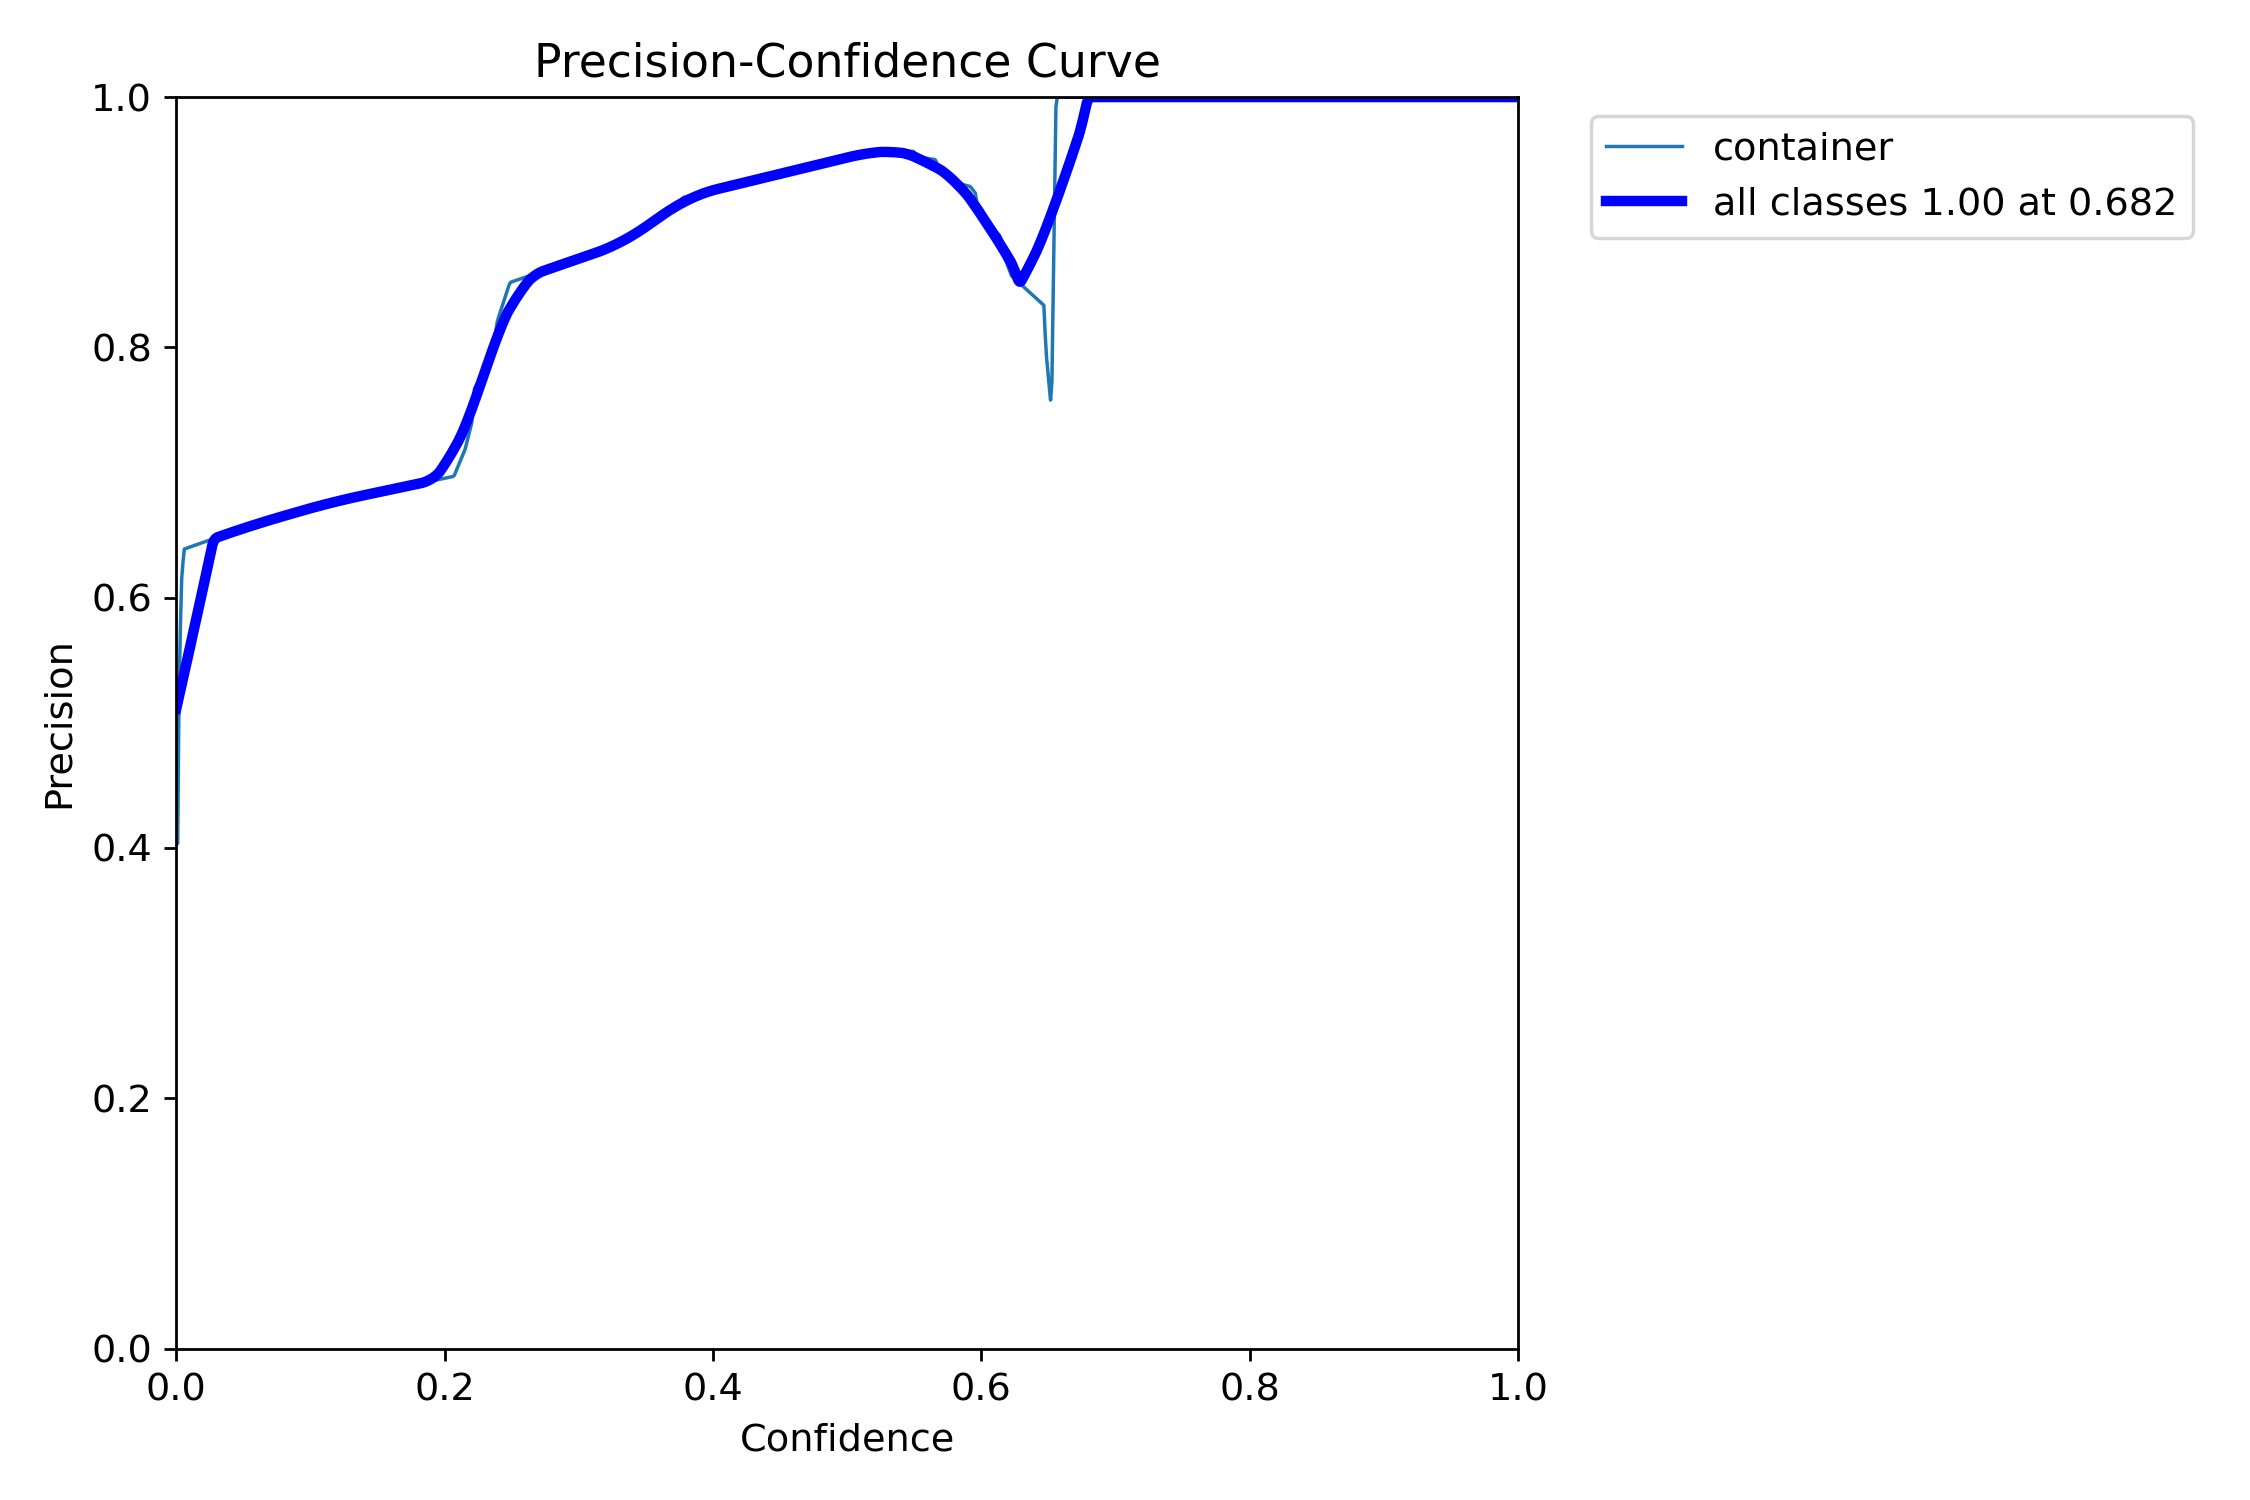 Precision-Confidence Curve
1.0
0.8
0.6
0.4
0.2
0.0
Precision
0.0 0.2 0.4 0.6 0.8 1.0
Confidence
container
all classes 1.00 at 0.682